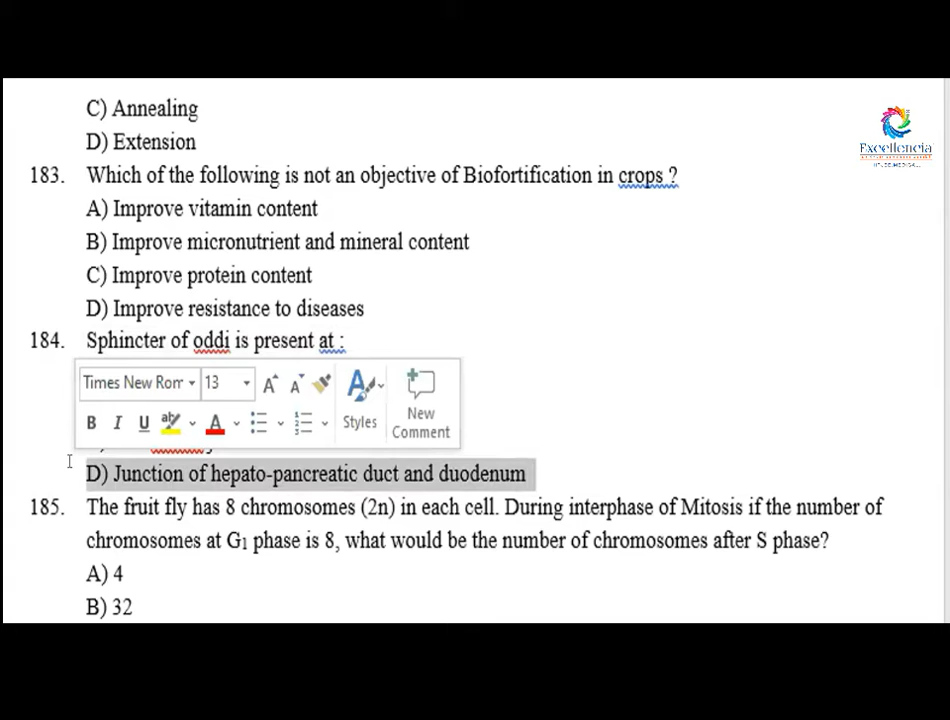 C) Annealing
D) Extension
Excellencia
183. Which of the following is not an objective of Biofortification in crops ?
A) Improve vitamin content
B) Improve micronutrient and mineral content
C) Improve protein content
D) Improve resistance to diseases
184. Sphincter of oddi is present at :
Times New Ror 13 A A A
B I U ab A Styles New
Comment
D) Junction of hepato-pancreatic duct and duodenum
185. The fruit fly has 8 chromosomes (2n) in each cell. During interphase of Mitosis if the number of
chromosomes at G1 phase is 8, what would be the number of chromosomes after S phase?
A) 4
B) 32